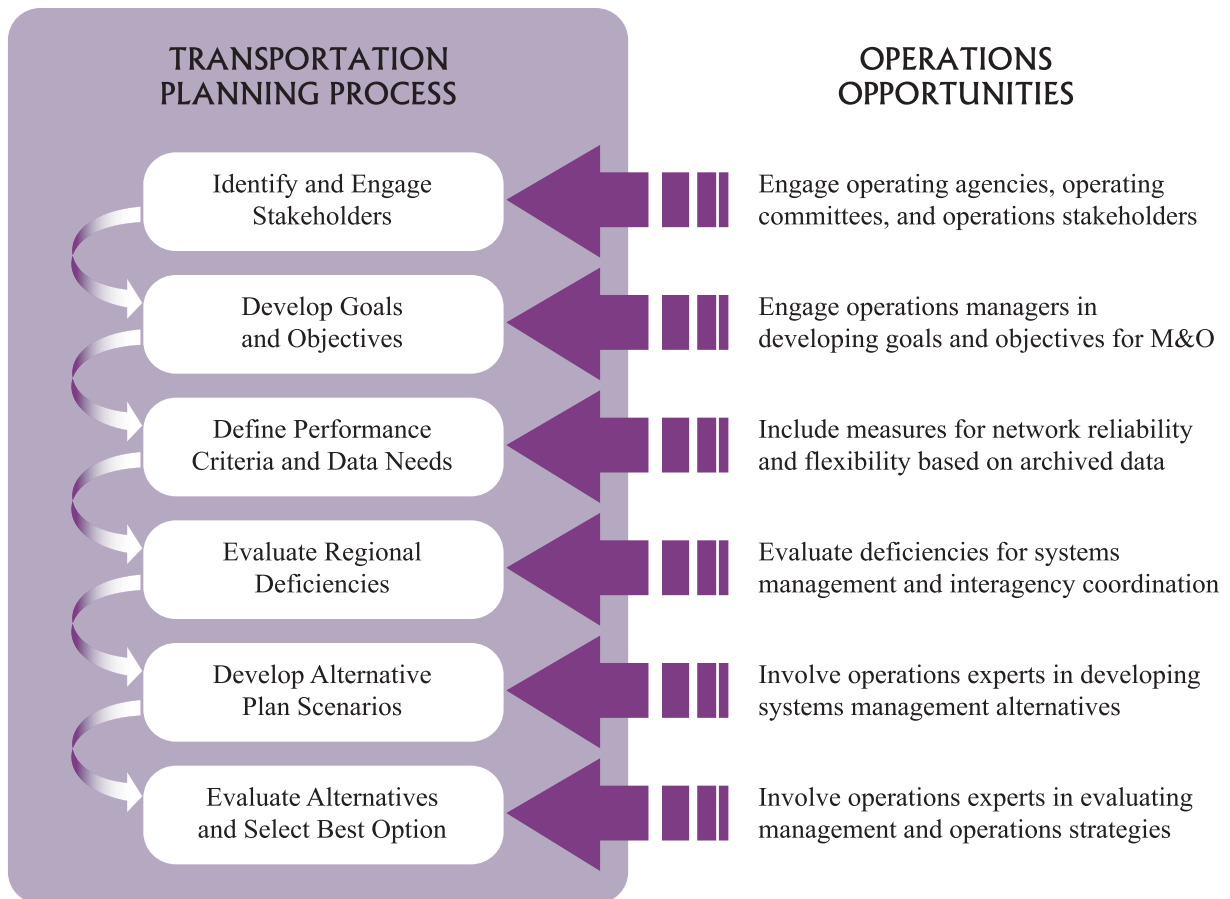 TRANSPORTATION
PLANNING PROCESS
OPERATIONS
OPPORTUNITIES
Identify and Engage
Stakeholders
Engage operating agencies, operating
committees, and operations stakeholders
Develop Goals
and Objectives
Engage operations managers in
developing goals and objectives for M&O
Define Performance
Criteria and Data Needs
Include measures for network reliability
and flexibility based on archived data
Evaluate Regional
Deficiencies
Evaluate deficiencies for systems
management and interagency coordination
Develop Alternative
Plan Scenarios
Involve operations experts in developing
systems management alternatives
Evaluate Alternatives
and Select Best Option
Involve operations experts in evaluating
management and operations strategies